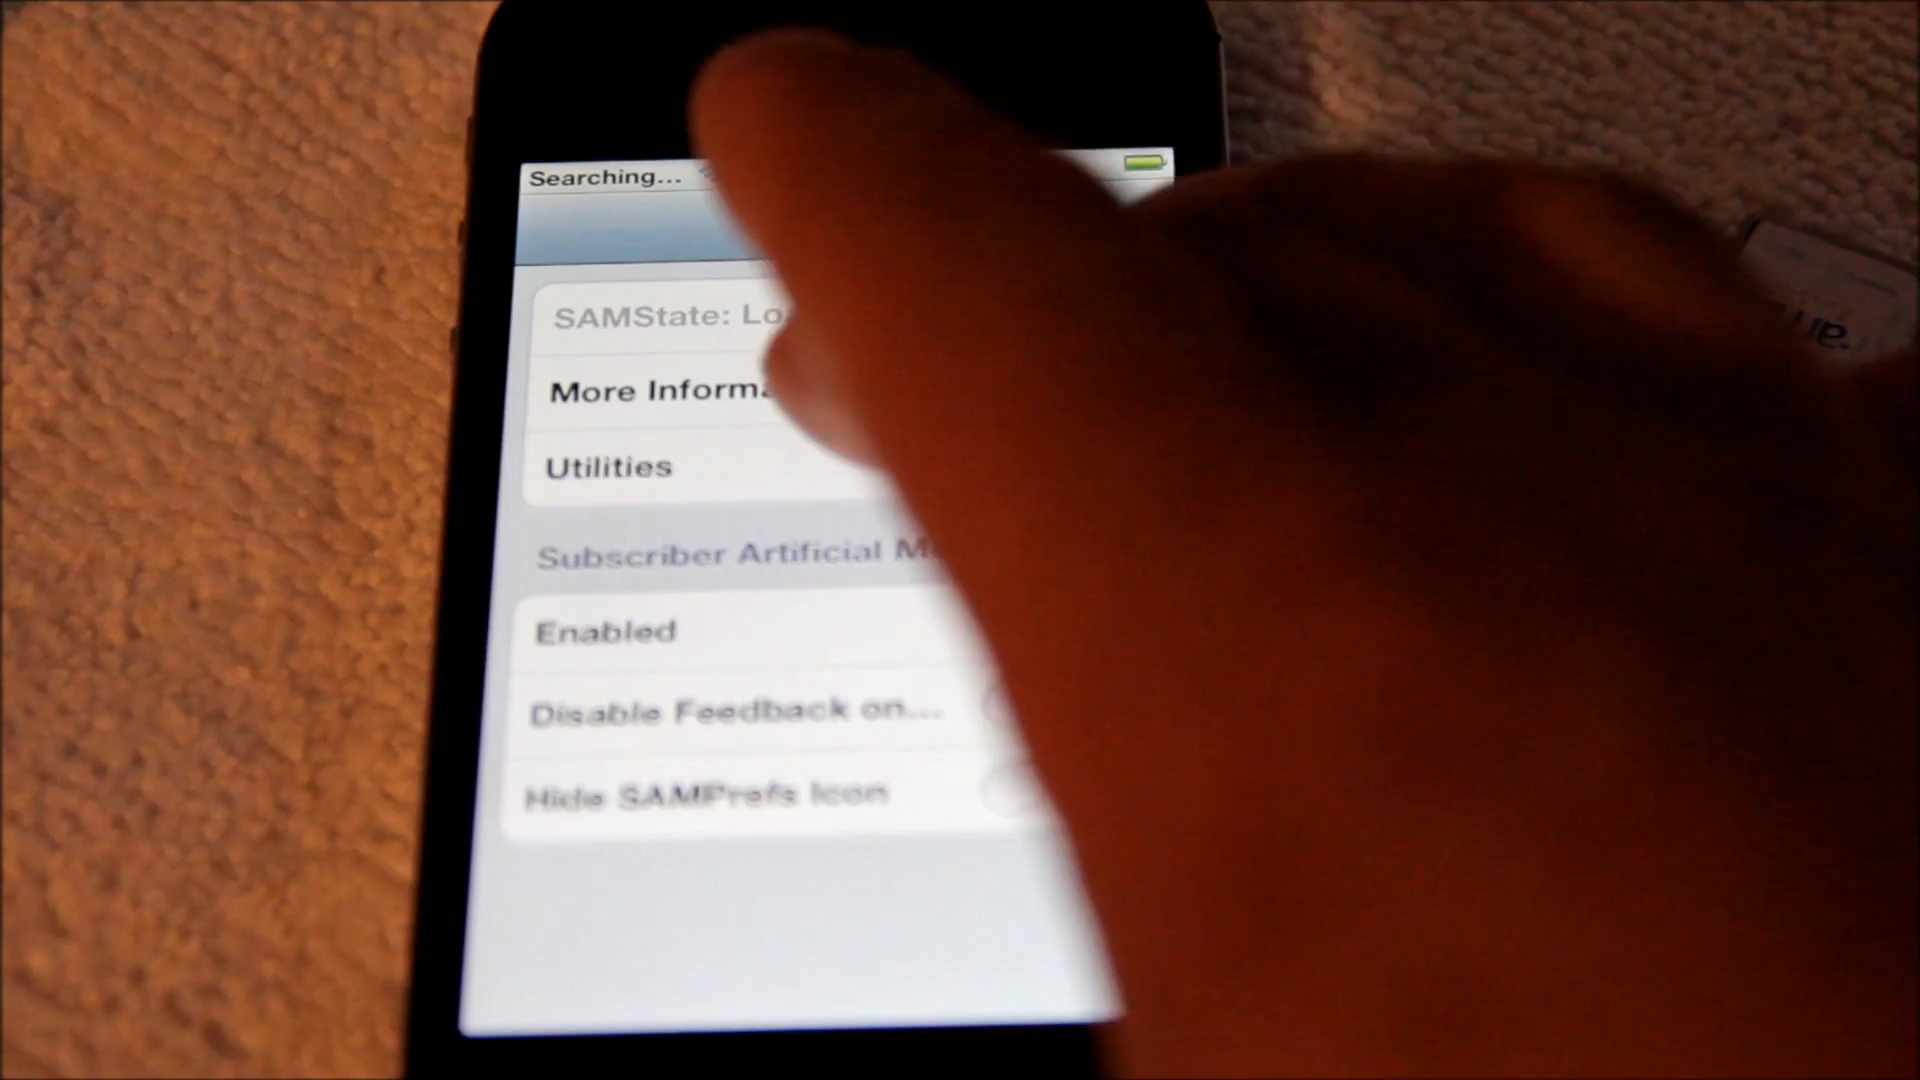 Searching...
SAMState: Lo
More Informa
Utilities
Subscriber Artificial M
Enabled
Disable Feedback on...
Hide SAMPrefs Icon